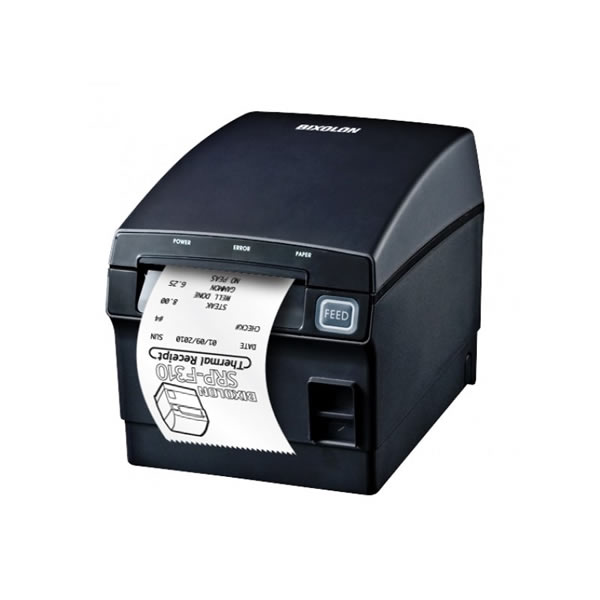 BIXOLON
POWER ERROR PAPER
FEED
BIXOLON
SRP-F310
Thermal Receipt
DATE 01/09/2010 SUN
CHECK# #4
STEAK 8.00
WELL DONE
GAMMON 6.25
NO PEAS